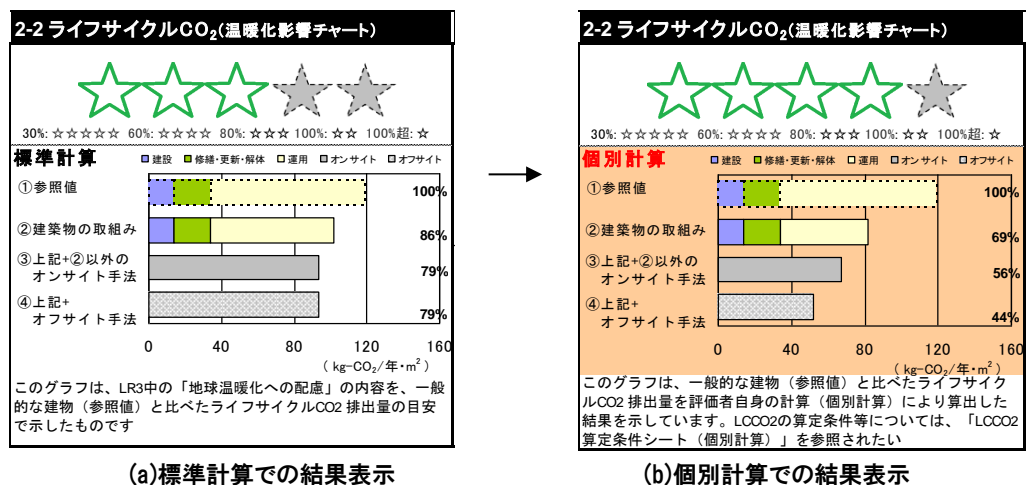 2-2 ライフサイクルCO₂(温暖化影響チャート)
30%: ☆☆☆☆☆ 60%: ☆☆☆☆ 80%: ☆☆☆ 100%: ☆☆ 100%超: ☆
標準計算
建設 修繕・更新・解体 運用 オンサイト オフサイト
①参照値 100%
②建築物の取組み 86%
③上記+②以外の
オンサイト手法 79%
④上記+
オフサイト手法 79%
0 40 80 120 160
( kg-CO₂/年・m² )
このグラフは、LR3中の「地球温暖化への配慮」の内容を、一般
的な建物（参照値）と比べたライフサイクルCO2 排出量の目安
で示したものです
(a)標準計算での結果表示
2-2 ライフサイクルCO₂(温暖化影響チャート)
30%: ☆☆☆☆☆ 60%: ☆☆☆☆ 80%: ☆☆☆ 100%: ☆☆ 100%超: ☆
個別計算
建設 修繕・更新・解体 運用 オンサイト オフサイト
①参照値 100%
②建築物の取組み 69%
③上記+②以外の
オンサイト手法 56%
④上記+
オフサイト手法 44%
0 40 80 120 160
( kg-CO₂/年・m² )
このグラフは、一般的な建物（参照値）と比べたライフサイク
ルCO2 排出量を評価者自身の計算（個別計算）により算出した
結果を示しています。LCCO2の算定条件等については、「LCCO2
算定条件シート（個別計算）」を参照されたい
(b)個別計算での結果表示